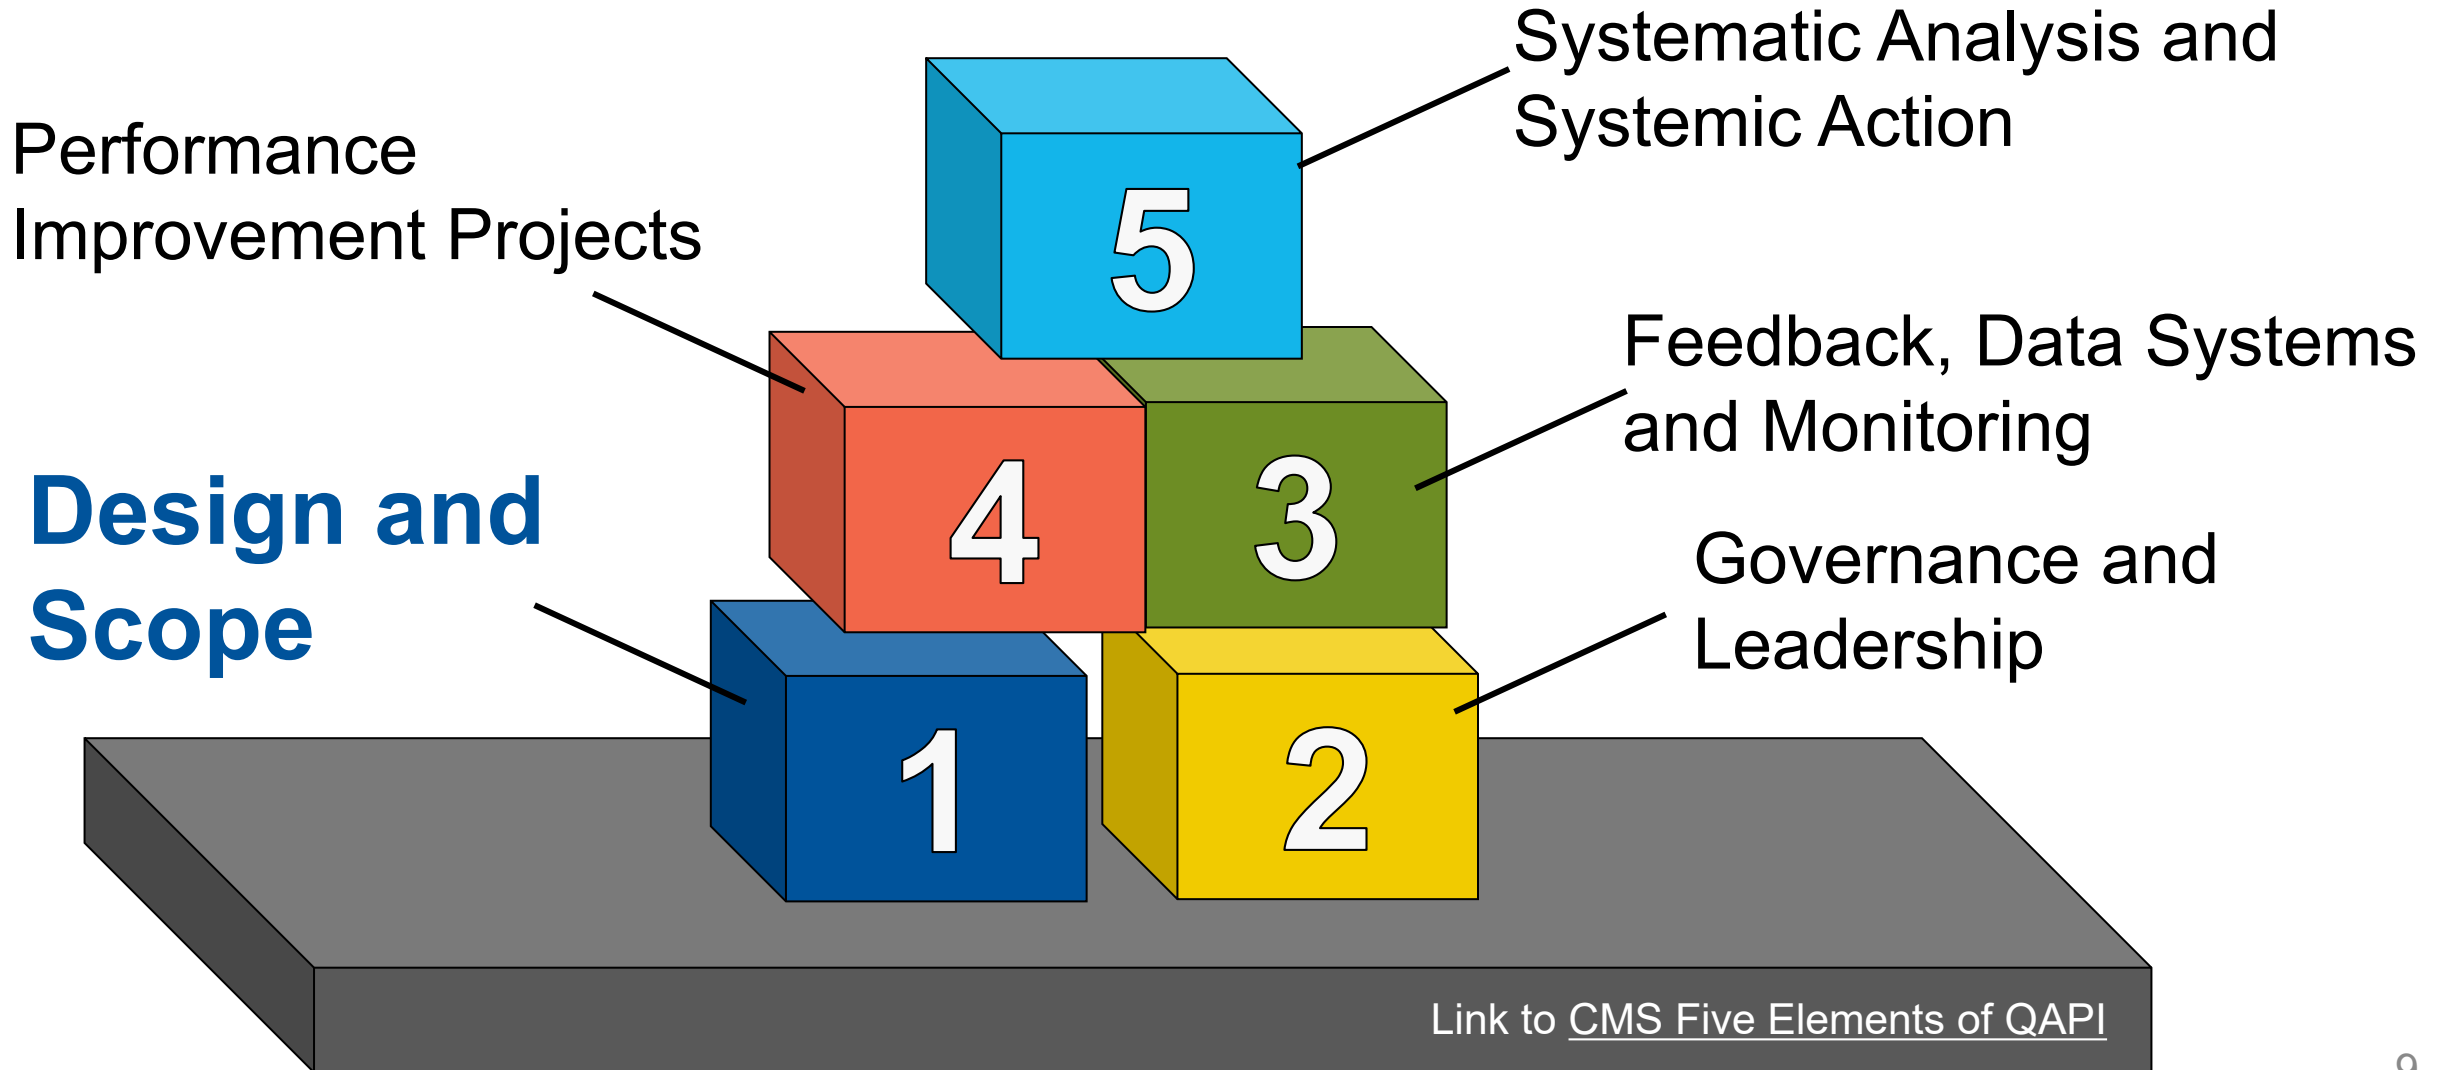 Systematic Analysis and
Systemic Action
Performance
Improvement Projects
5
Feedback, Data Systems
and Monitoring
4
3
Design and
Scope
Governance and
Leadership
1
2
Link to CMS Five Elements of QAPI
9